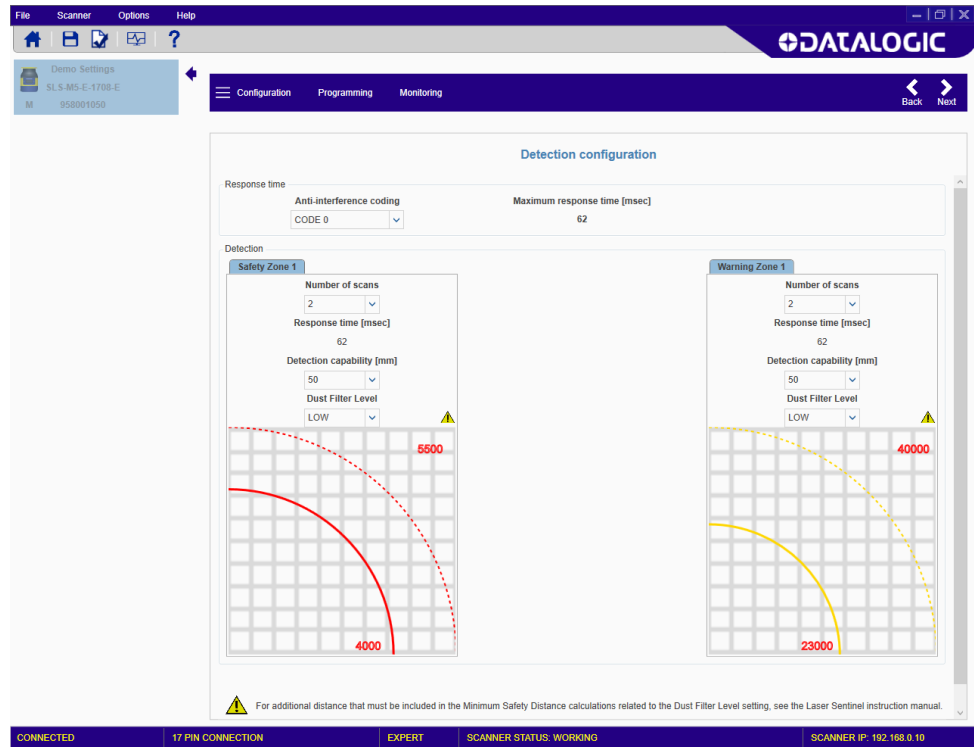 File Scanner Options Help
? DATALOGIC
Demo Settings
SLS-M5-E-1708-E
M 958001050
Configuration Programming Monitoring Back Next
Detection configuration
Response time
Anti-interference coding Maximum response time [msec]
CODE 0 62
Detection
Safety Zone 1 Warning Zone 1
Number of scans Number of scans
2 2
Response time [msec] Response time [msec]
62 62
Detection capability [mm] Detection capability [mm]
50 50
Dust Filter Level Dust Filter Level
LOW LOW
5500 40000
4000 23000
For additional distance that must be included in the Minimum Safety Distance calculations related to the Dust Filter Level setting, see the Laser Sentinel instruction manual.
CONNECTED 17 PIN CONNECTION EXPERT SCANNER STATUS: WORKING SCANNER IP: 192.168.0.10